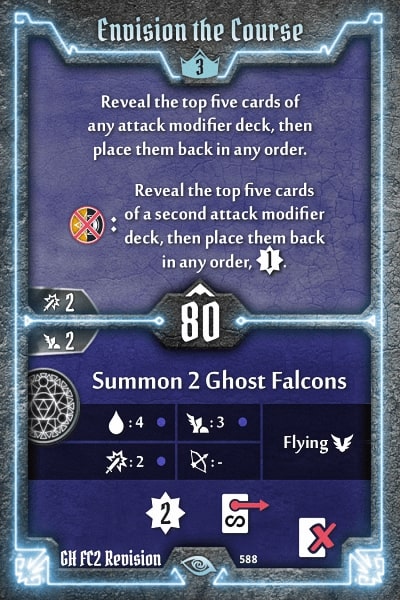 Envision the Course
3
Reveal the top five cards of
any attack modifier deck, then
place them back in any order.
Reveal the top five cards
: of a second attack modifier
deck, then place them back
in any order, 1.
2
80
2
Summon 2 Ghost Falcons
:4 :3
Flying
:2 :-
2
S
GH FC2 Revision
588